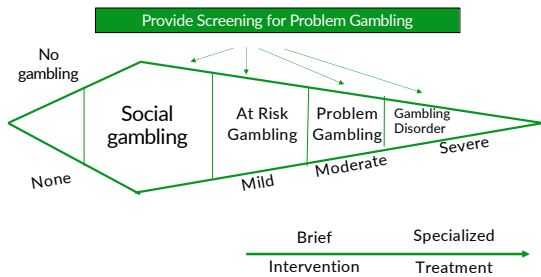 Provide Screening for Problem Gambling
No
gambling
Social
gambling
At Risk
Gambling
Problem
Gambling
Gambling
Disorder
None
Mild
Moderate
Severe
Brief
Intervention
Specialized
Treatment